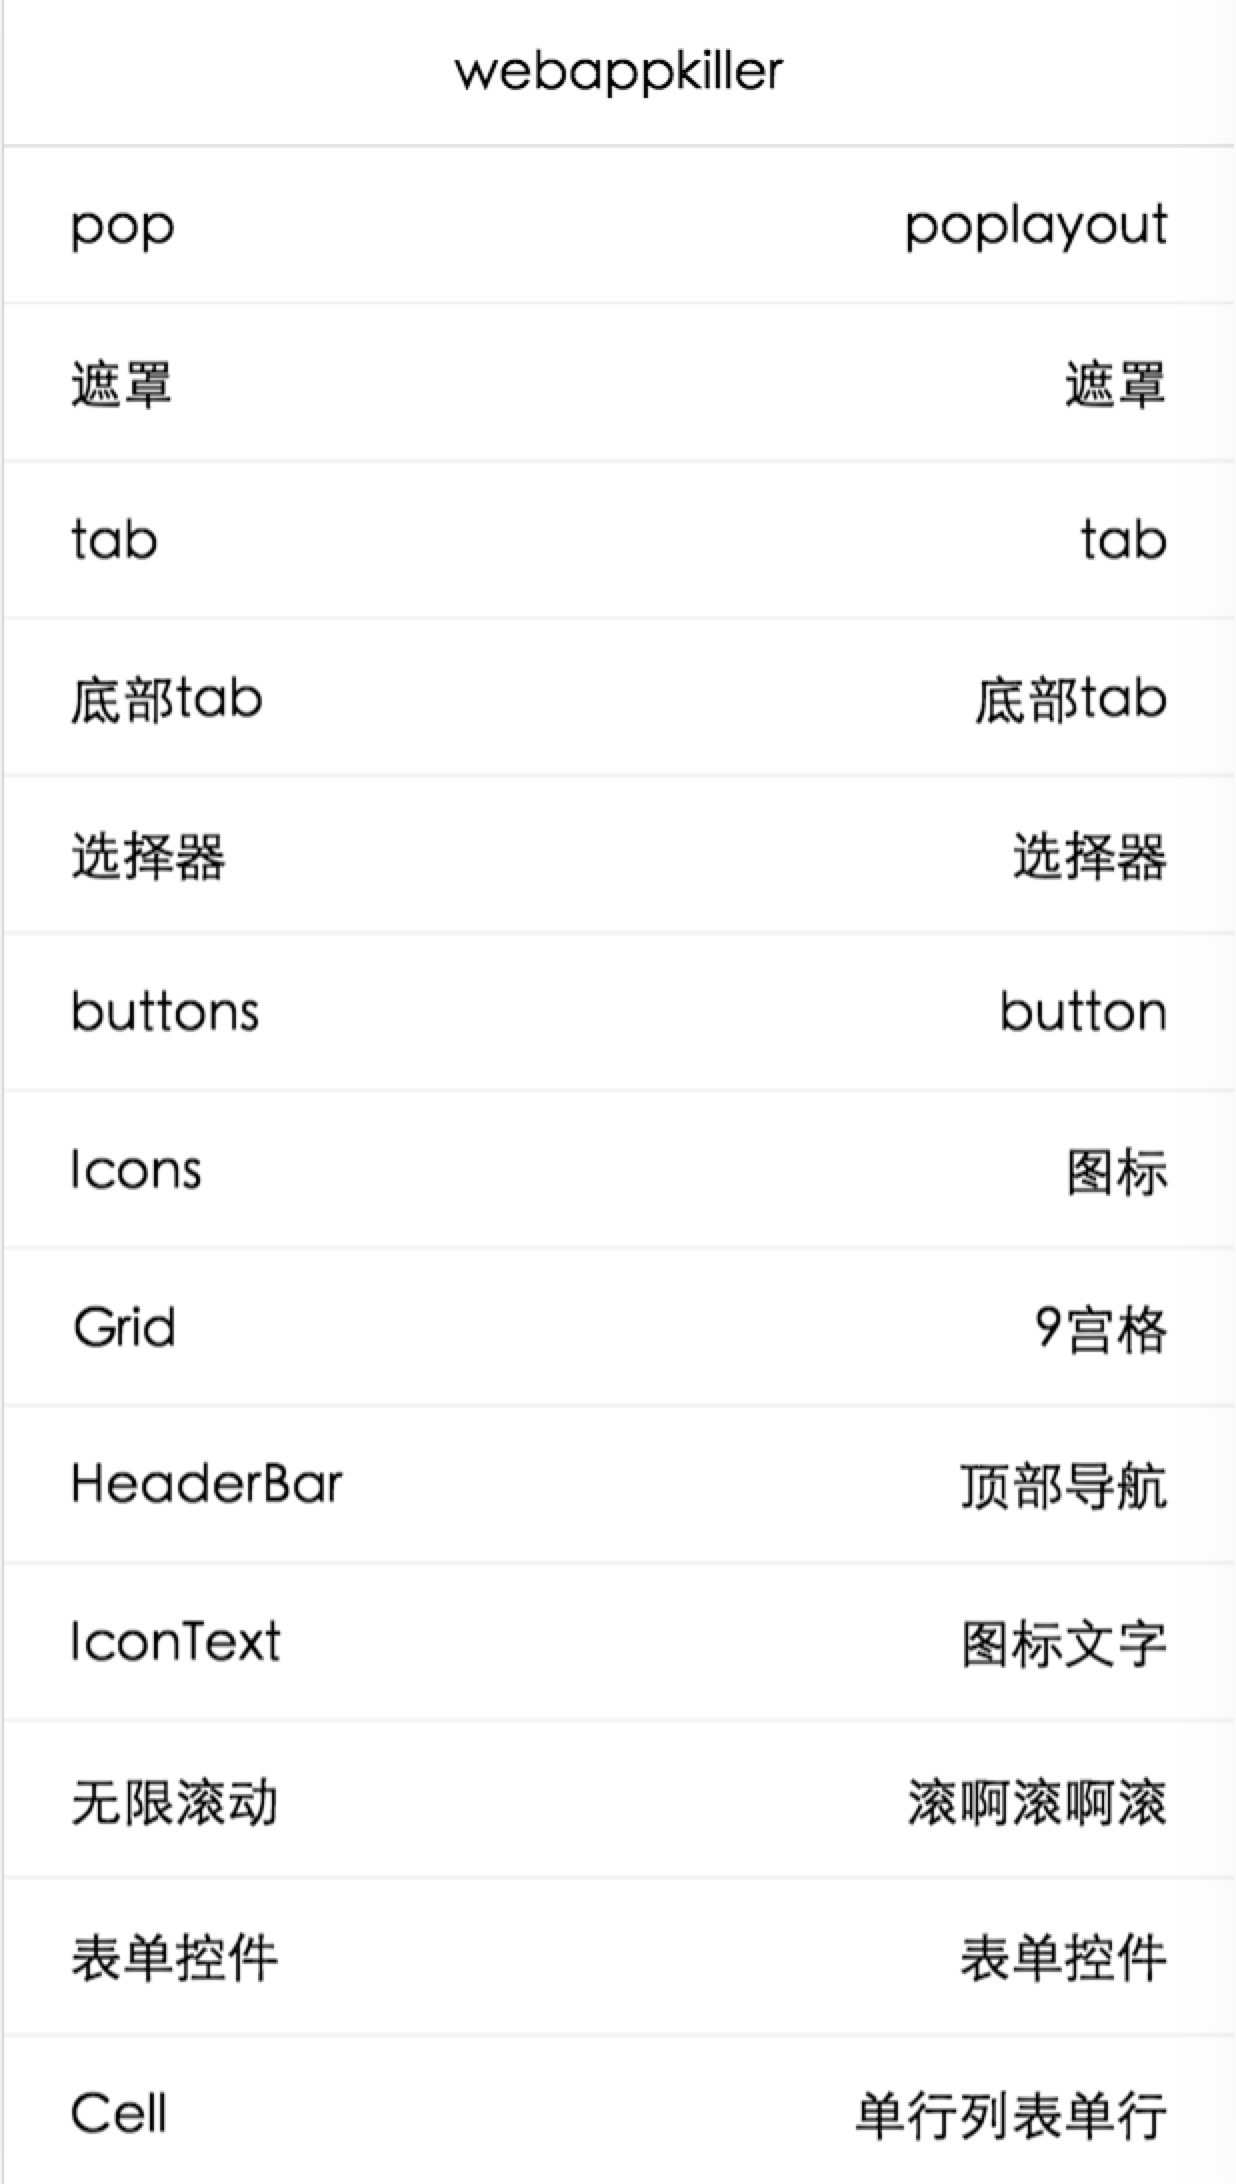 webappkiller
pop poplayout
遮罩 遮罩
tab tab
底部tab 底部tab
选择器 选择器
buttons button
Icons 图标
Grid 9宫格
HeaderBar 顶部导航
IconText 图标文字
无限滚动 滚啊滚啊滚
表单控件 表单控件
Cell 单行列表单行